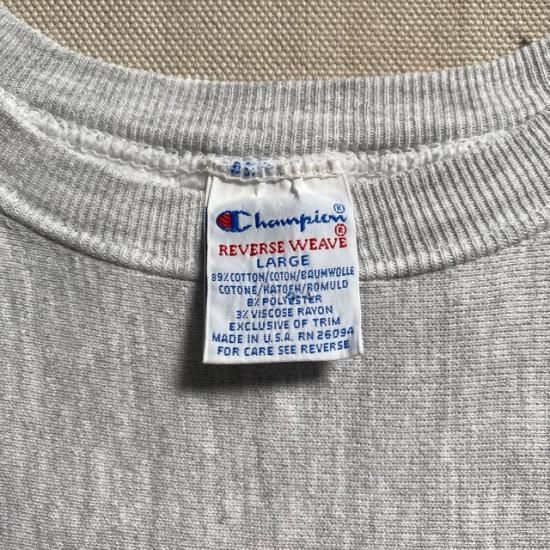 Champion®
REVERSE WEAVE®
LARGE
89% COTTON/COTON/BAUMWOLLE
COTONE/KATOEN/ROMULD
8% POLYESTER
3% VISCOSE RAYON
EXCLUSIVE OF TRIM
MADE IN U.S.A. RN 26094
FOR CARE SEE REVERSE